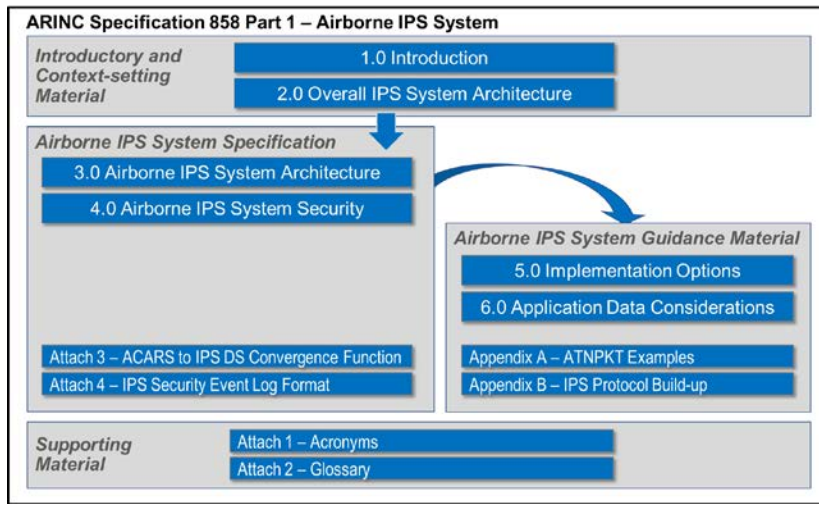 ARINC Specification 858 Part 1 – Airborne IPS System
Introductory and
Context-setting
Material
1.0 Introduction
2.0 Overall IPS System Architecture
Airborne IPS System Specification
3.0 Airborne IPS System Architecture
4.0 Airborne IPS System Security
Attach 3 – ACARS to IPS DS Convergence Function
Attach 4 – IPS Security Event Log Format
Airborne IPS System Guidance Material
5.0 Implementation Options
6.0 Application Data Considerations
Appendix A – ATNPKT Examples
Appendix B – IPS Protocol Build-up
Supporting
Material
Attach 1 – Acronyms
Attach 2 – Glossary